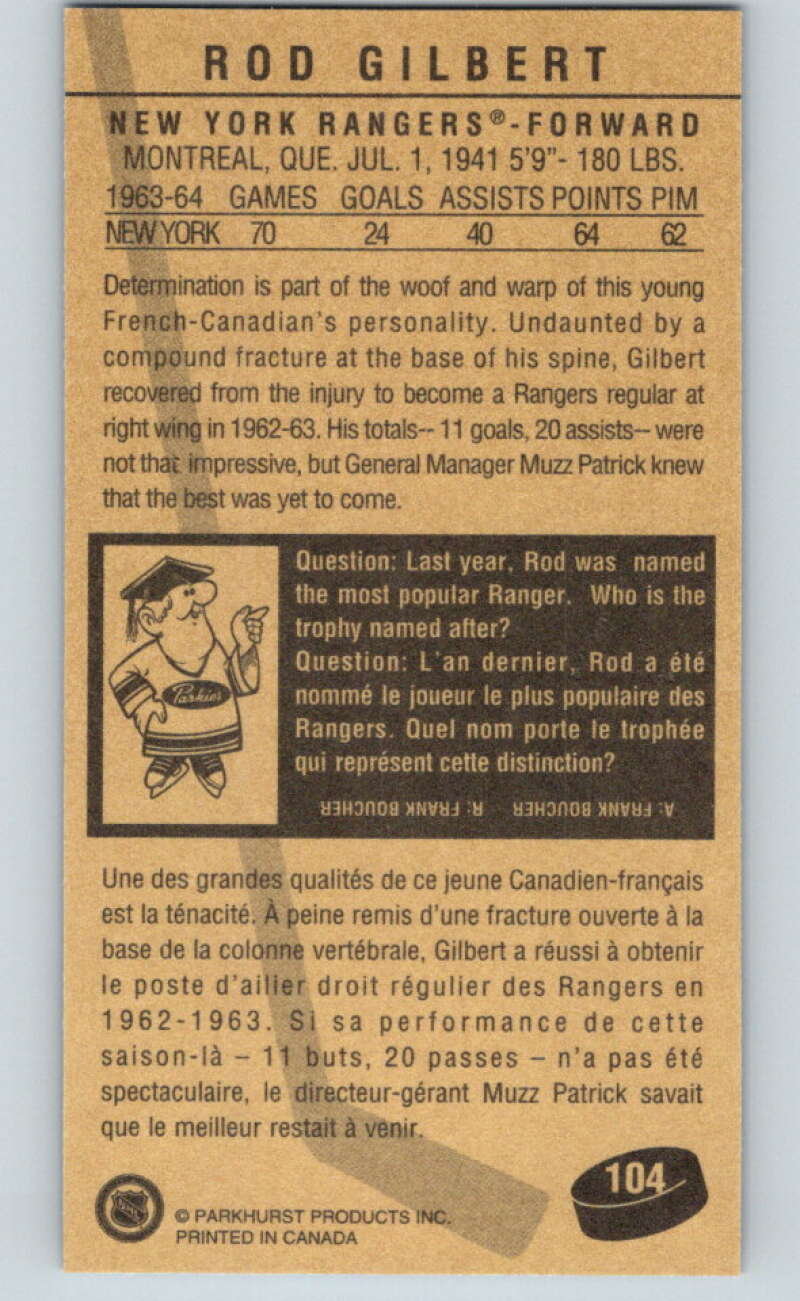 ROD GILBERT
NEW YORK RANGERS®-FORWARD
MONTREAL, QUE. JUL. 1, 1941 5'9"- 180 LBS.
1963-64 GAMES GOALS ASSISTS POINTS PIM
NEW YORK 70 24 40 64 62
Determination is part of the woof and warp of this young
French-Canadian's personality. Undaunted by a
compound fracture at the base of his spine, Gilbert
recovered from the injury to become a Rangers regular at
right wing in 1962-63. His totals-- 11 goals, 20 assists-- were
not that impressive, but General Manager Muzz Patrick knew
that the best was yet to come.
Parkies
Question: Last year, Rod was named
the most popular Ranger. Who is the
trophy named after?
Question: L'an dernier, Rod a été
nommé le joueur le plus populaire des
Rangers. Quel nom porte le trophée
qui représent cette distinction?
A: FRANK BOUCHER R: FRANK BOUCHER
Une des grandes qualités de ce jeune Canadien-français
est la ténacité. À peine remis d'une fracture ouverte à la
base de la colonne vertébrale, Gilbert a réussi à obtenir
le poste d'ailier droit régulier des Rangers en
1962-1963. Si sa performance de cette
saison-là – 11 buts, 20 passes – n'a pas été
spectaculaire, le directeur-gérant Muzz Patrick savait
que le meilleur restait à venir.
104
© PARKHURST PRODUCTS INC.
PRINTED IN CANADA